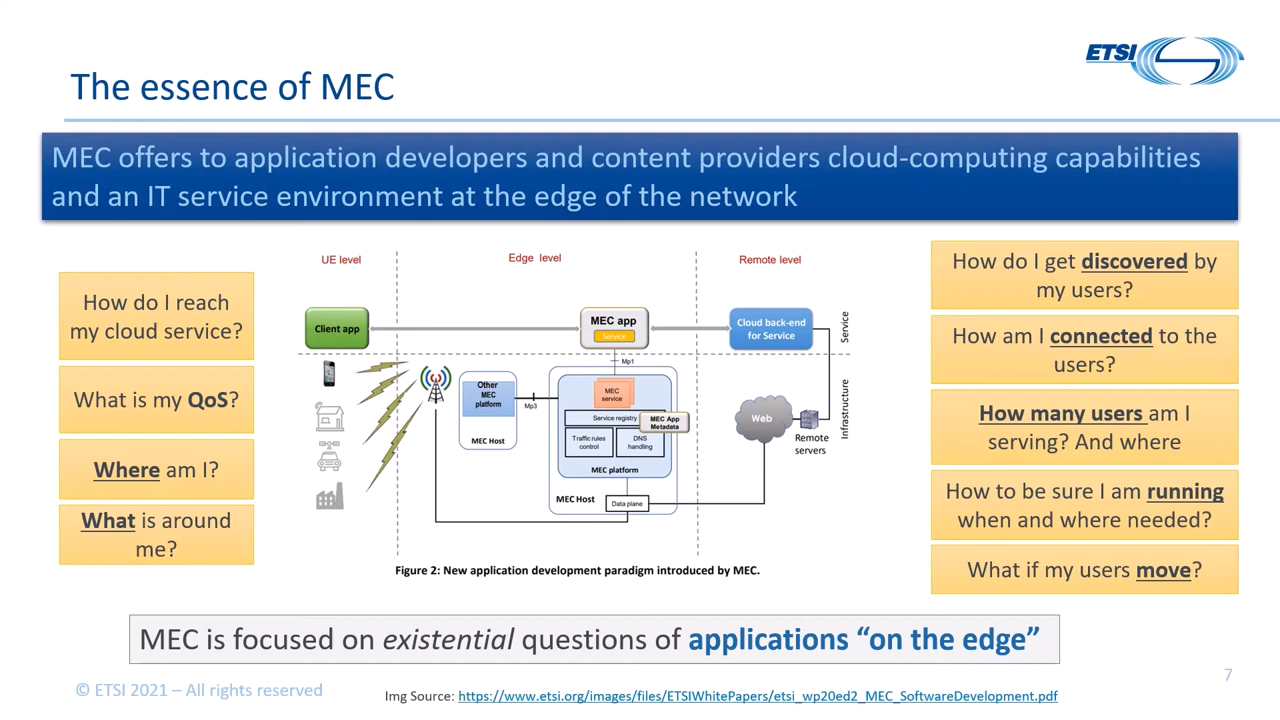 ETSI
The essence of MEC
MEC offers to application developers and content providers cloud-computing capabilities
and an IT service environment at the edge of the network
How do I reach
my cloud service?
What is my QoS?
Where am I?
What is around
me?
UE level
Edge level
Remote level
Client app
MEC app
Service
Cloud back-end
for Service
Service
Mp1
Other
MEC
platform
MEC Host
Mp3
MEC
service
Service registry
MEC App
Metadata
Traffic rules
control
DNS
handling
MEC platform
MEC Host
Data plane
Web
Remote
servers
Infrastructure
Figure 2: New application development paradigm introduced by MEC.
How do I get discovered by
my users?
How am I connected to the
users?
How many users am I
serving? And where
How to be sure I am running
when and where needed?
What if my users move?
MEC is focused on existential questions of applications “on the edge”
© ETSI 2021 – All rights reserved
Img Source: https://www.etsi.org/images/files/ETSIWhitePapers/etsi_wp20ed2_MEC_SoftwareDevelopment.pdf
7